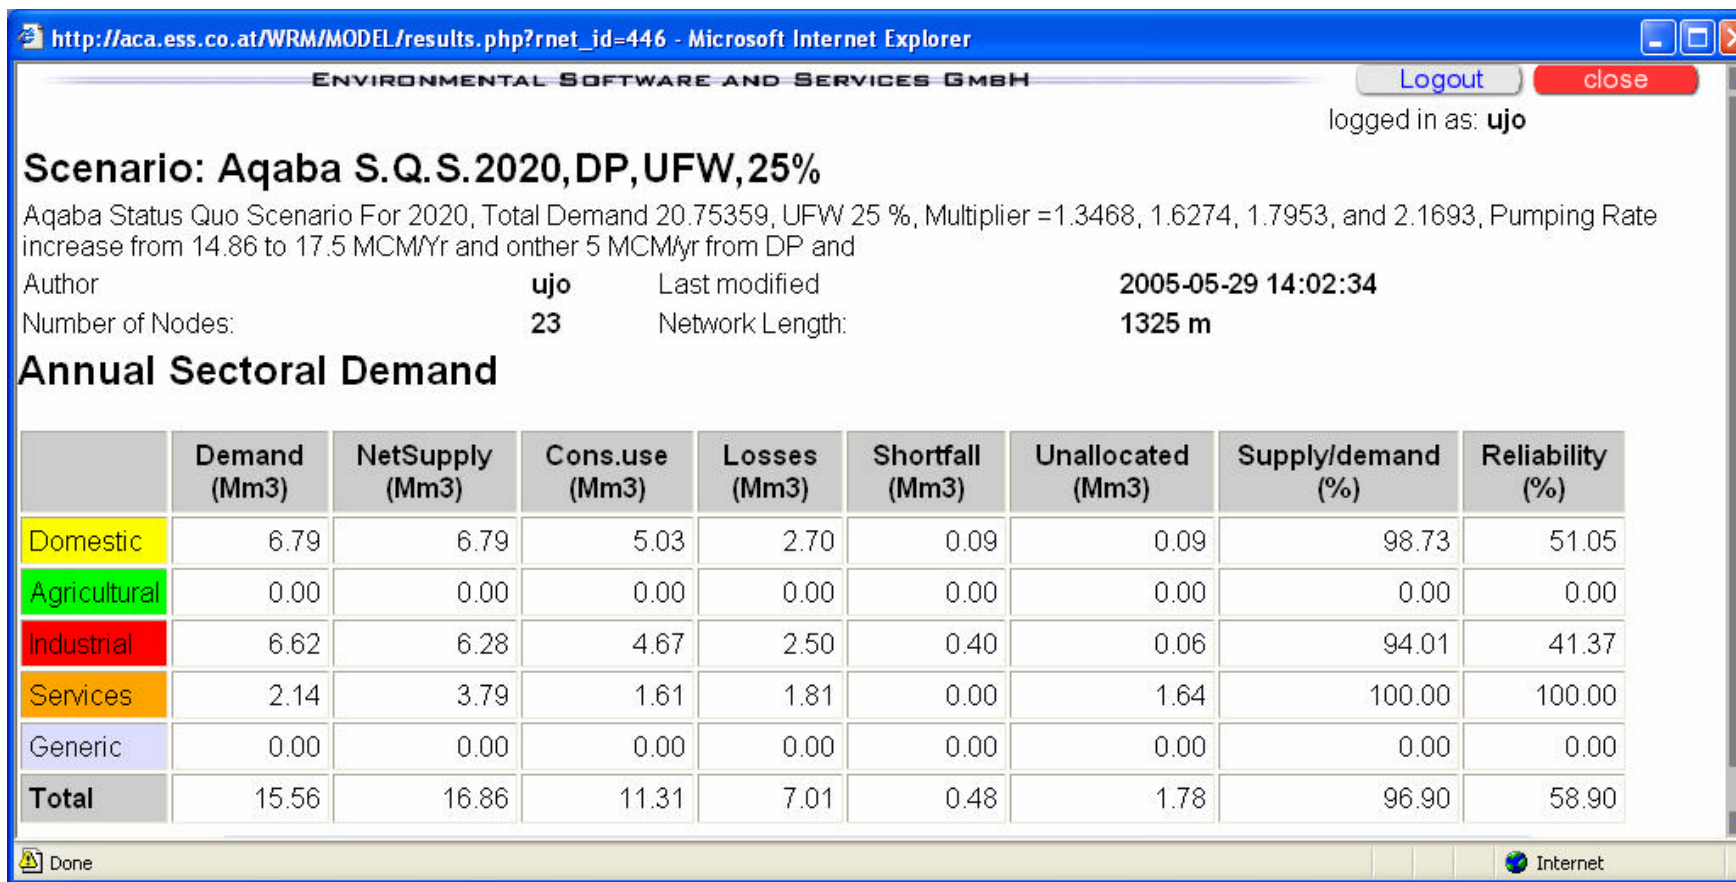 http://aca.ess.co.at/WRM/MODEL/results.php?rnet_id=446 - Microsoft Internet Explorer
ENVIRONMENTAL SOFTWARE AND SERVICES GMBH Logout close
logged in as: ujo
Scenario: Aqaba S.Q.S.2020,DP,UFW,25%
Aqaba Status Quo Scenario For 2020, Total Demand 20.75359, UFW 25 %, Multiplier =1.3468, 1.6274, 1.7953, and 2.1693, Pumping Rate
increase from 14.86 to 17.5 MCM/Yr and onther 5 MCM/yr from DP and
Author ujo Last modified 2005-05-29 14:02:34
Number of Nodes: 23 Network Length: 1325 m
Annual Sectoral Demand
Demand (Mm3) NetSupply (Mm3) Cons.use (Mm3) Losses (Mm3) Shortfall (Mm3) Unallocated (Mm3) Supply/demand (%) Reliability (%)
Domestic 6.79 6.79 5.03 2.70 0.09 0.09 98.73 51.05
Agricultural 0.00 0.00 0.00 0.00 0.00 0.00 0.00 0.00
Industrial 6.62 6.28 4.67 2.50 0.40 0.06 94.01 41.37
Services 2.14 3.79 1.61 1.81 0.00 1.64 100.00 100.00
Generic 0.00 0.00 0.00 0.00 0.00 0.00 0.00 0.00
Total 15.56 16.86 11.31 7.01 0.48 1.78 96.90 58.90
Done Internet